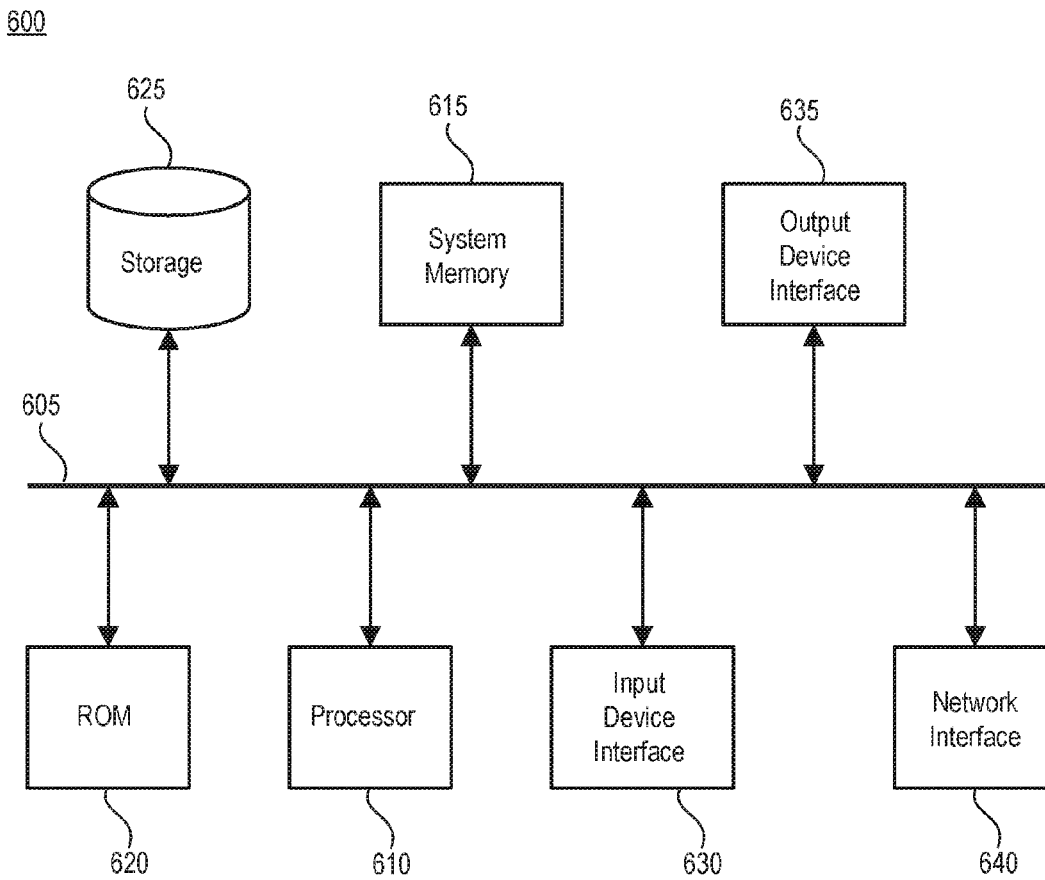 600
625
615
635
Storage
System
Memory
Output
Device
Interface
605
ROM
Processor
Input
Device
Interface
Network
Interface
620
610
630
640